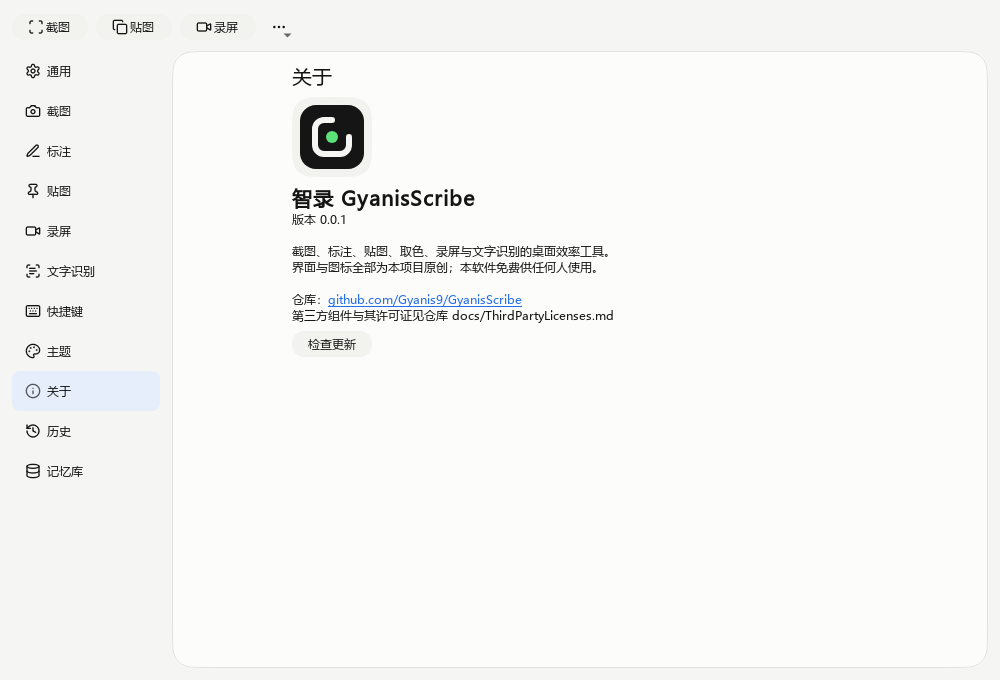 截图
贴图
录屏
通用
截图
标注
贴图
录屏
文字识别
快捷键
主题
关于
历史
记忆库
关于
智录 GyanisScribe
版本 0.0.1
截图、标注、贴图、取色、录屏与文字识别的桌面效率工具。
界面与图标全部为本项目原创；本软件免费供任何人使用。
仓库：github.com/Gyanis9/GyanisScribe
第三方组件与其许可证见仓库 docs/ThirdPartyLicenses.md
检查更新